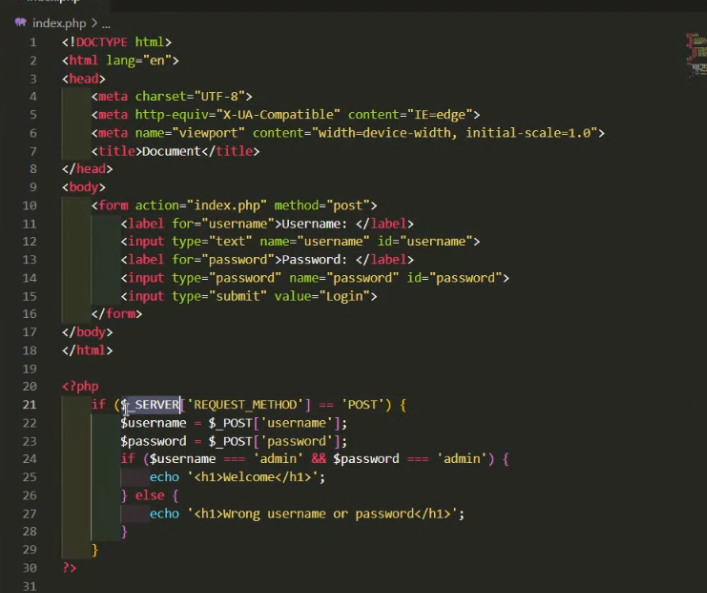 index.php
index.php > ...
1 <!DOCTYPE html>
2 <html lang="en">
3 <head>
4     <meta charset="UTF-8">
5     <meta http-equiv="X-UA-Compatible" content="IE=edge">
6     <meta name="viewport" content="width=device-width, initial-scale=1.0">
7     <title>Document</title>
8 </head>
9 <body>
10     <form action="index.php" method="post">
11         <label for="username">Username: </label>
12         <input type="text" name="username" id="username">
13         <label for="password">Password: </label>
14         <input type="password" name="password" id="password">
15         <input type="submit" value="Login">
16     </form>
17 </body>
18 </html>
19
20 <?php
21     if ($_SERVER['REQUEST_METHOD'] == 'POST') {
22         $username = $_POST['username'];
23         $password = $_POST['password'];
24         if ($username === 'admin' && $password === 'admin') {
25             echo '<h1>Welcome</h1>';
26         } else {
27             echo '<h1>Wrong username or password</h1>';
28         }
29     }
30 ?>
31